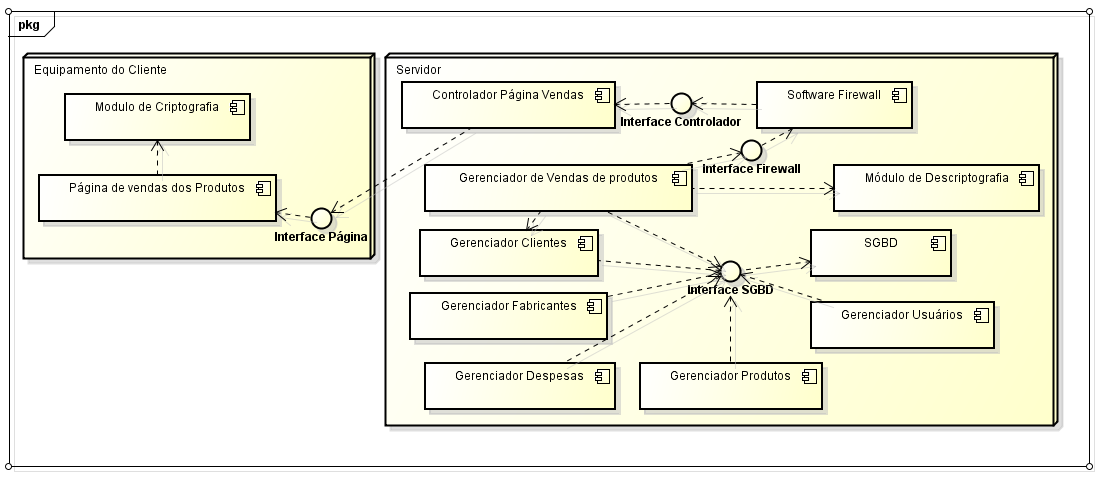 pkg
Equipamento do Cliente
Modulo de Criptografia
Página de vendas dos Produtos
Interface Página
Servidor
Controlador Página Vendas
Interface Controlador
Software Firewall
Interface Firewall
Gerenciador de Vendas de produtos
Módulo de Descriptografia
Gerenciador Clientes
SGBD
Interface SGBD
Gerenciador Fabricantes
Gerenciador Usuários
Gerenciador Despesas
Gerenciador Produtos